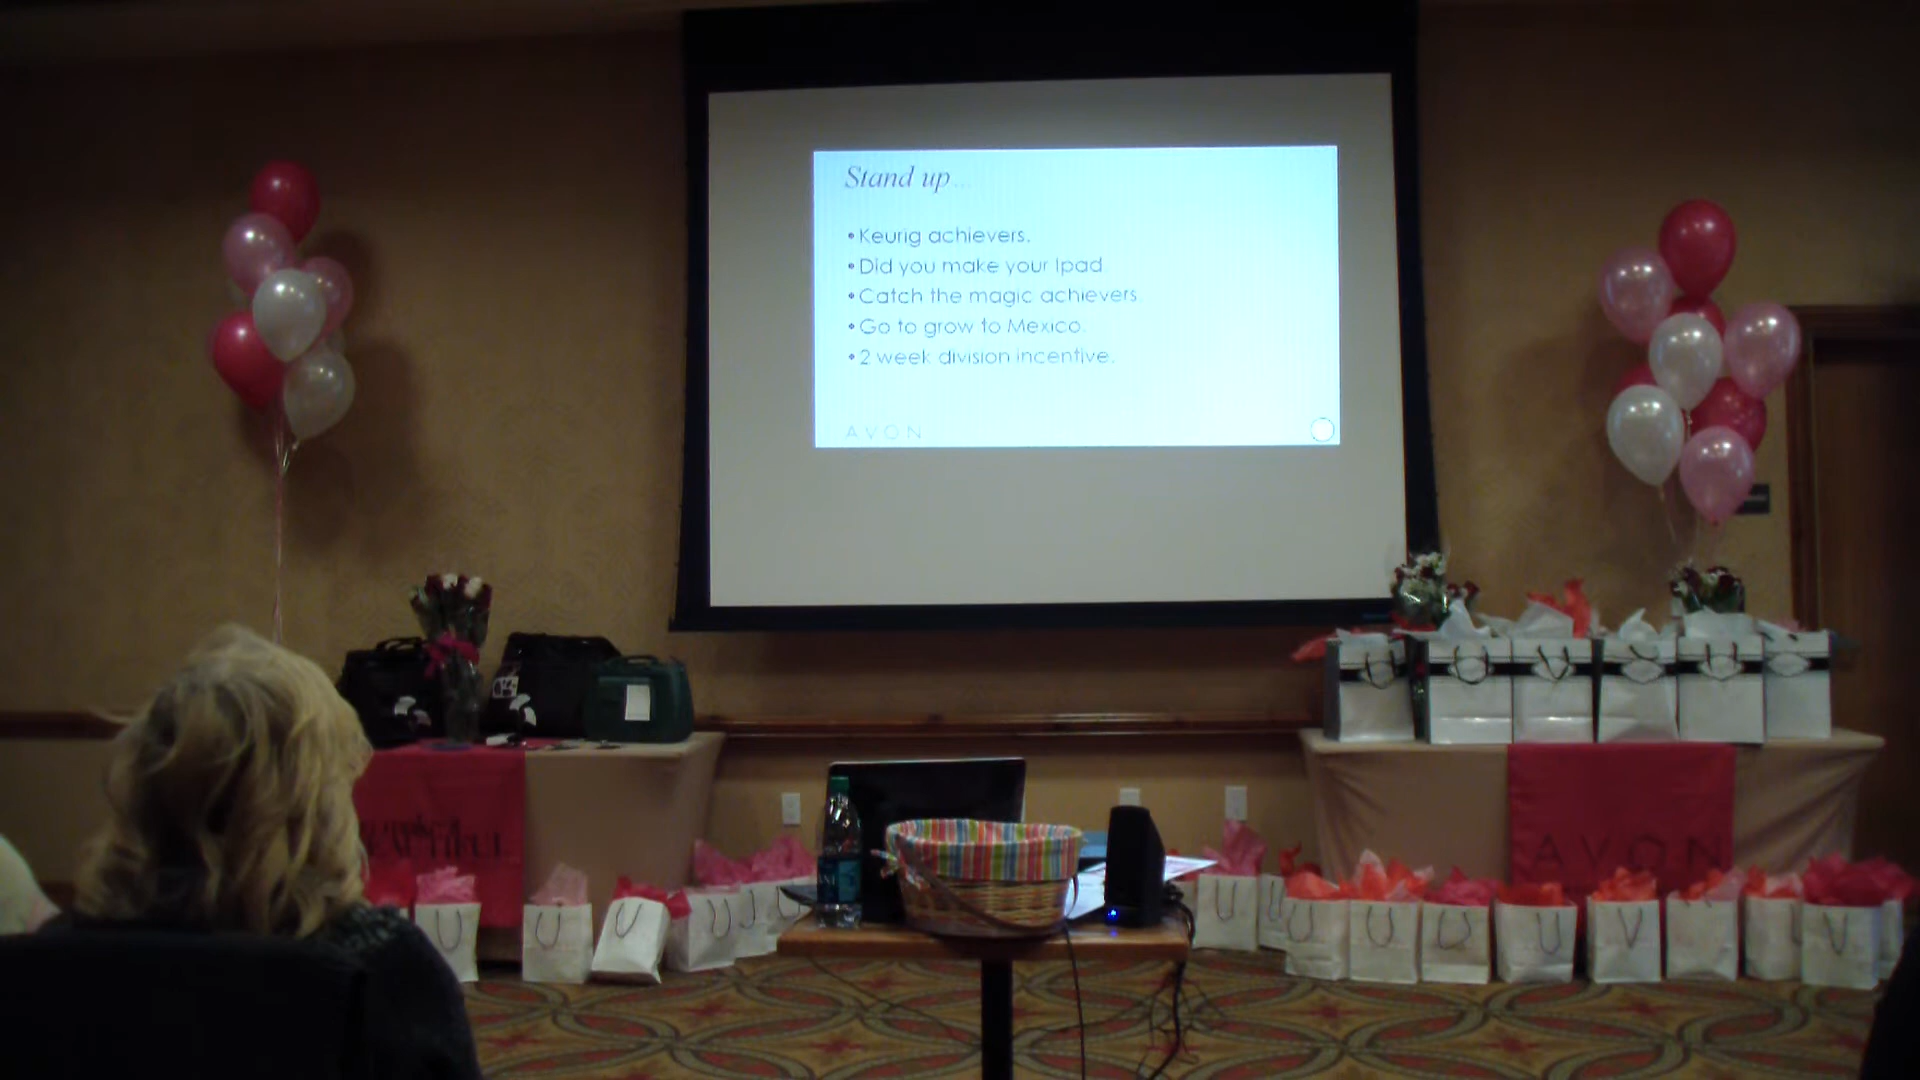 Stand up...
• Keurig achievers.
• Did you make your Ipad
• Catch the magic achievers
• Go to grow to Mexico.
• 2 week division incentive.
AVON
AVON